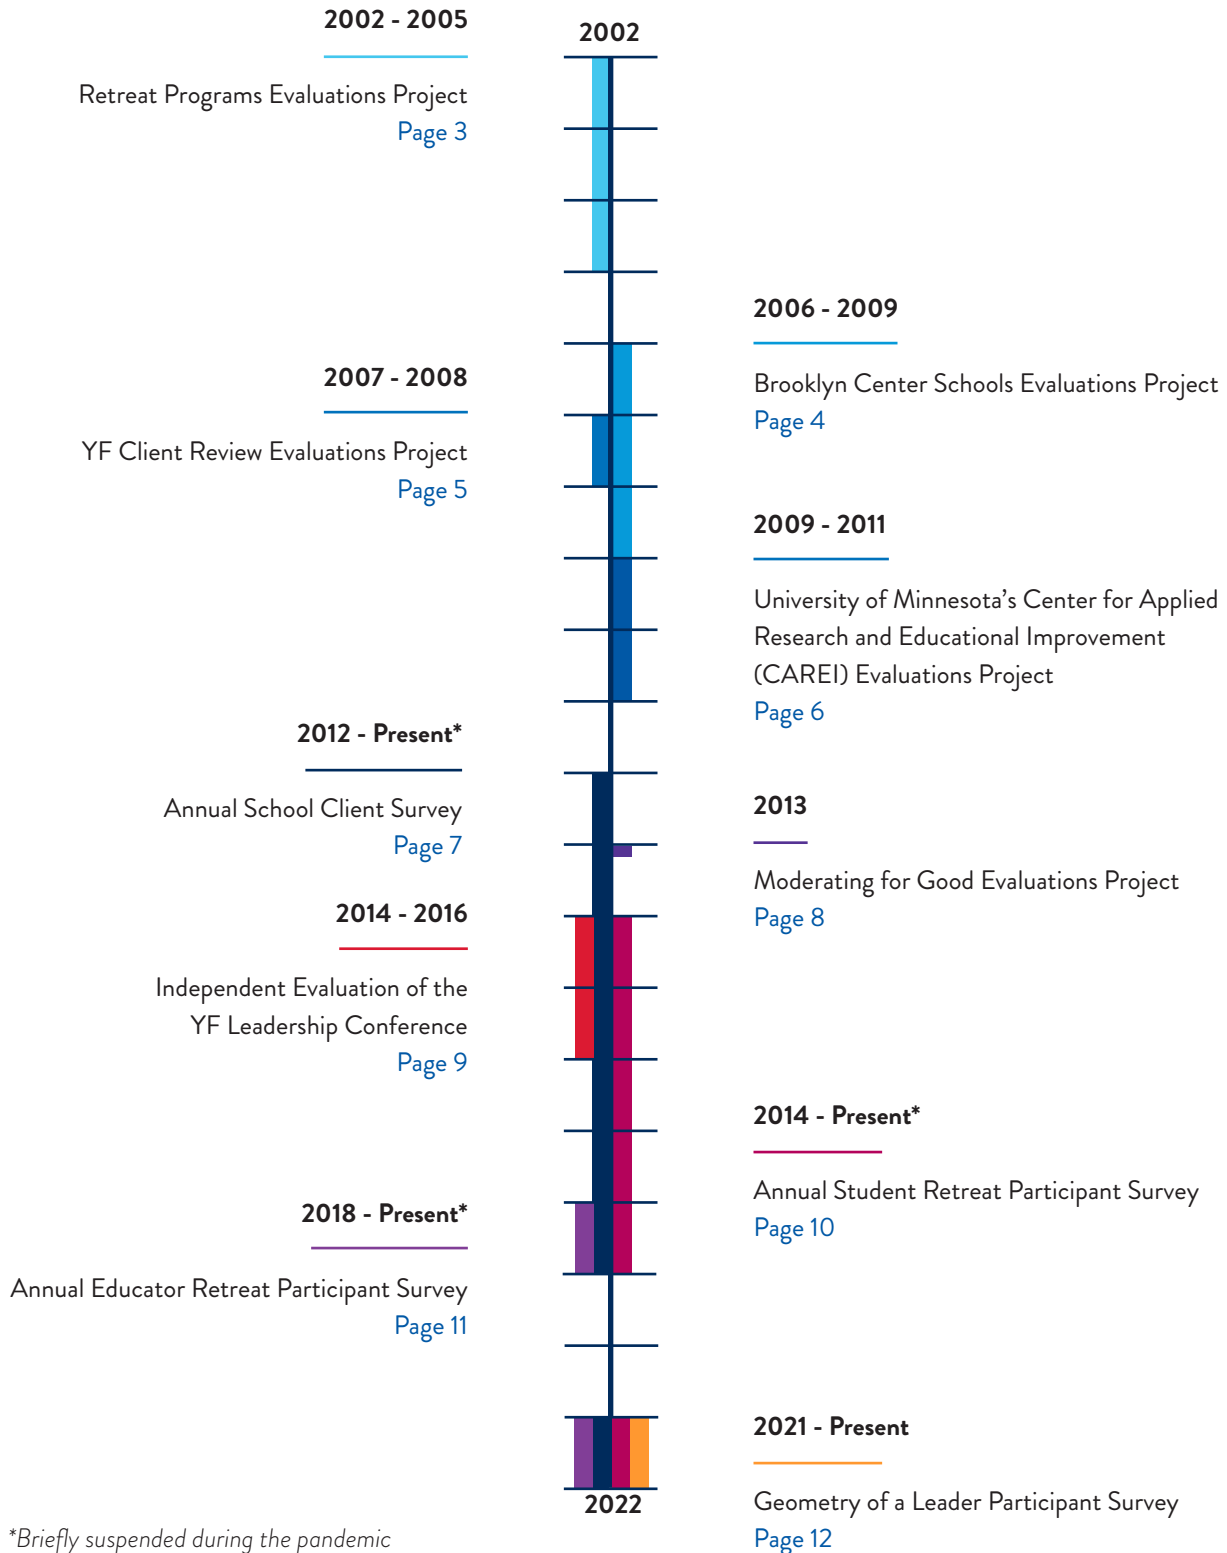 2002 - 2005
2002
Retreat Programs Evaluations Project
Page 3
2006 - 2009
Brooklyn Center Schools Evaluations Project
Page 4
2007 - 2008
YF Client Review Evaluations Project
Page 5
2009 - 2011
University of Minnesota’s Center for Applied
Research and Educational Improvement
(CAREI) Evaluations Project
Page 6
2012 - Present*
Annual School Client Survey
Page 7
2013
Moderating for Good Evaluations Project
Page 8
2014 - 2016
Independent Evaluation of the
YF Leadership Conference
Page 9
2014 - Present*
Annual Student Retreat Participant Survey
Page 10
2018 - Present*
Annual Educator Retreat Participant Survey
Page 11
2021 - Present
Geometry of a Leader Participant Survey
Page 12
2022
*Briefly suspended during the pandemic